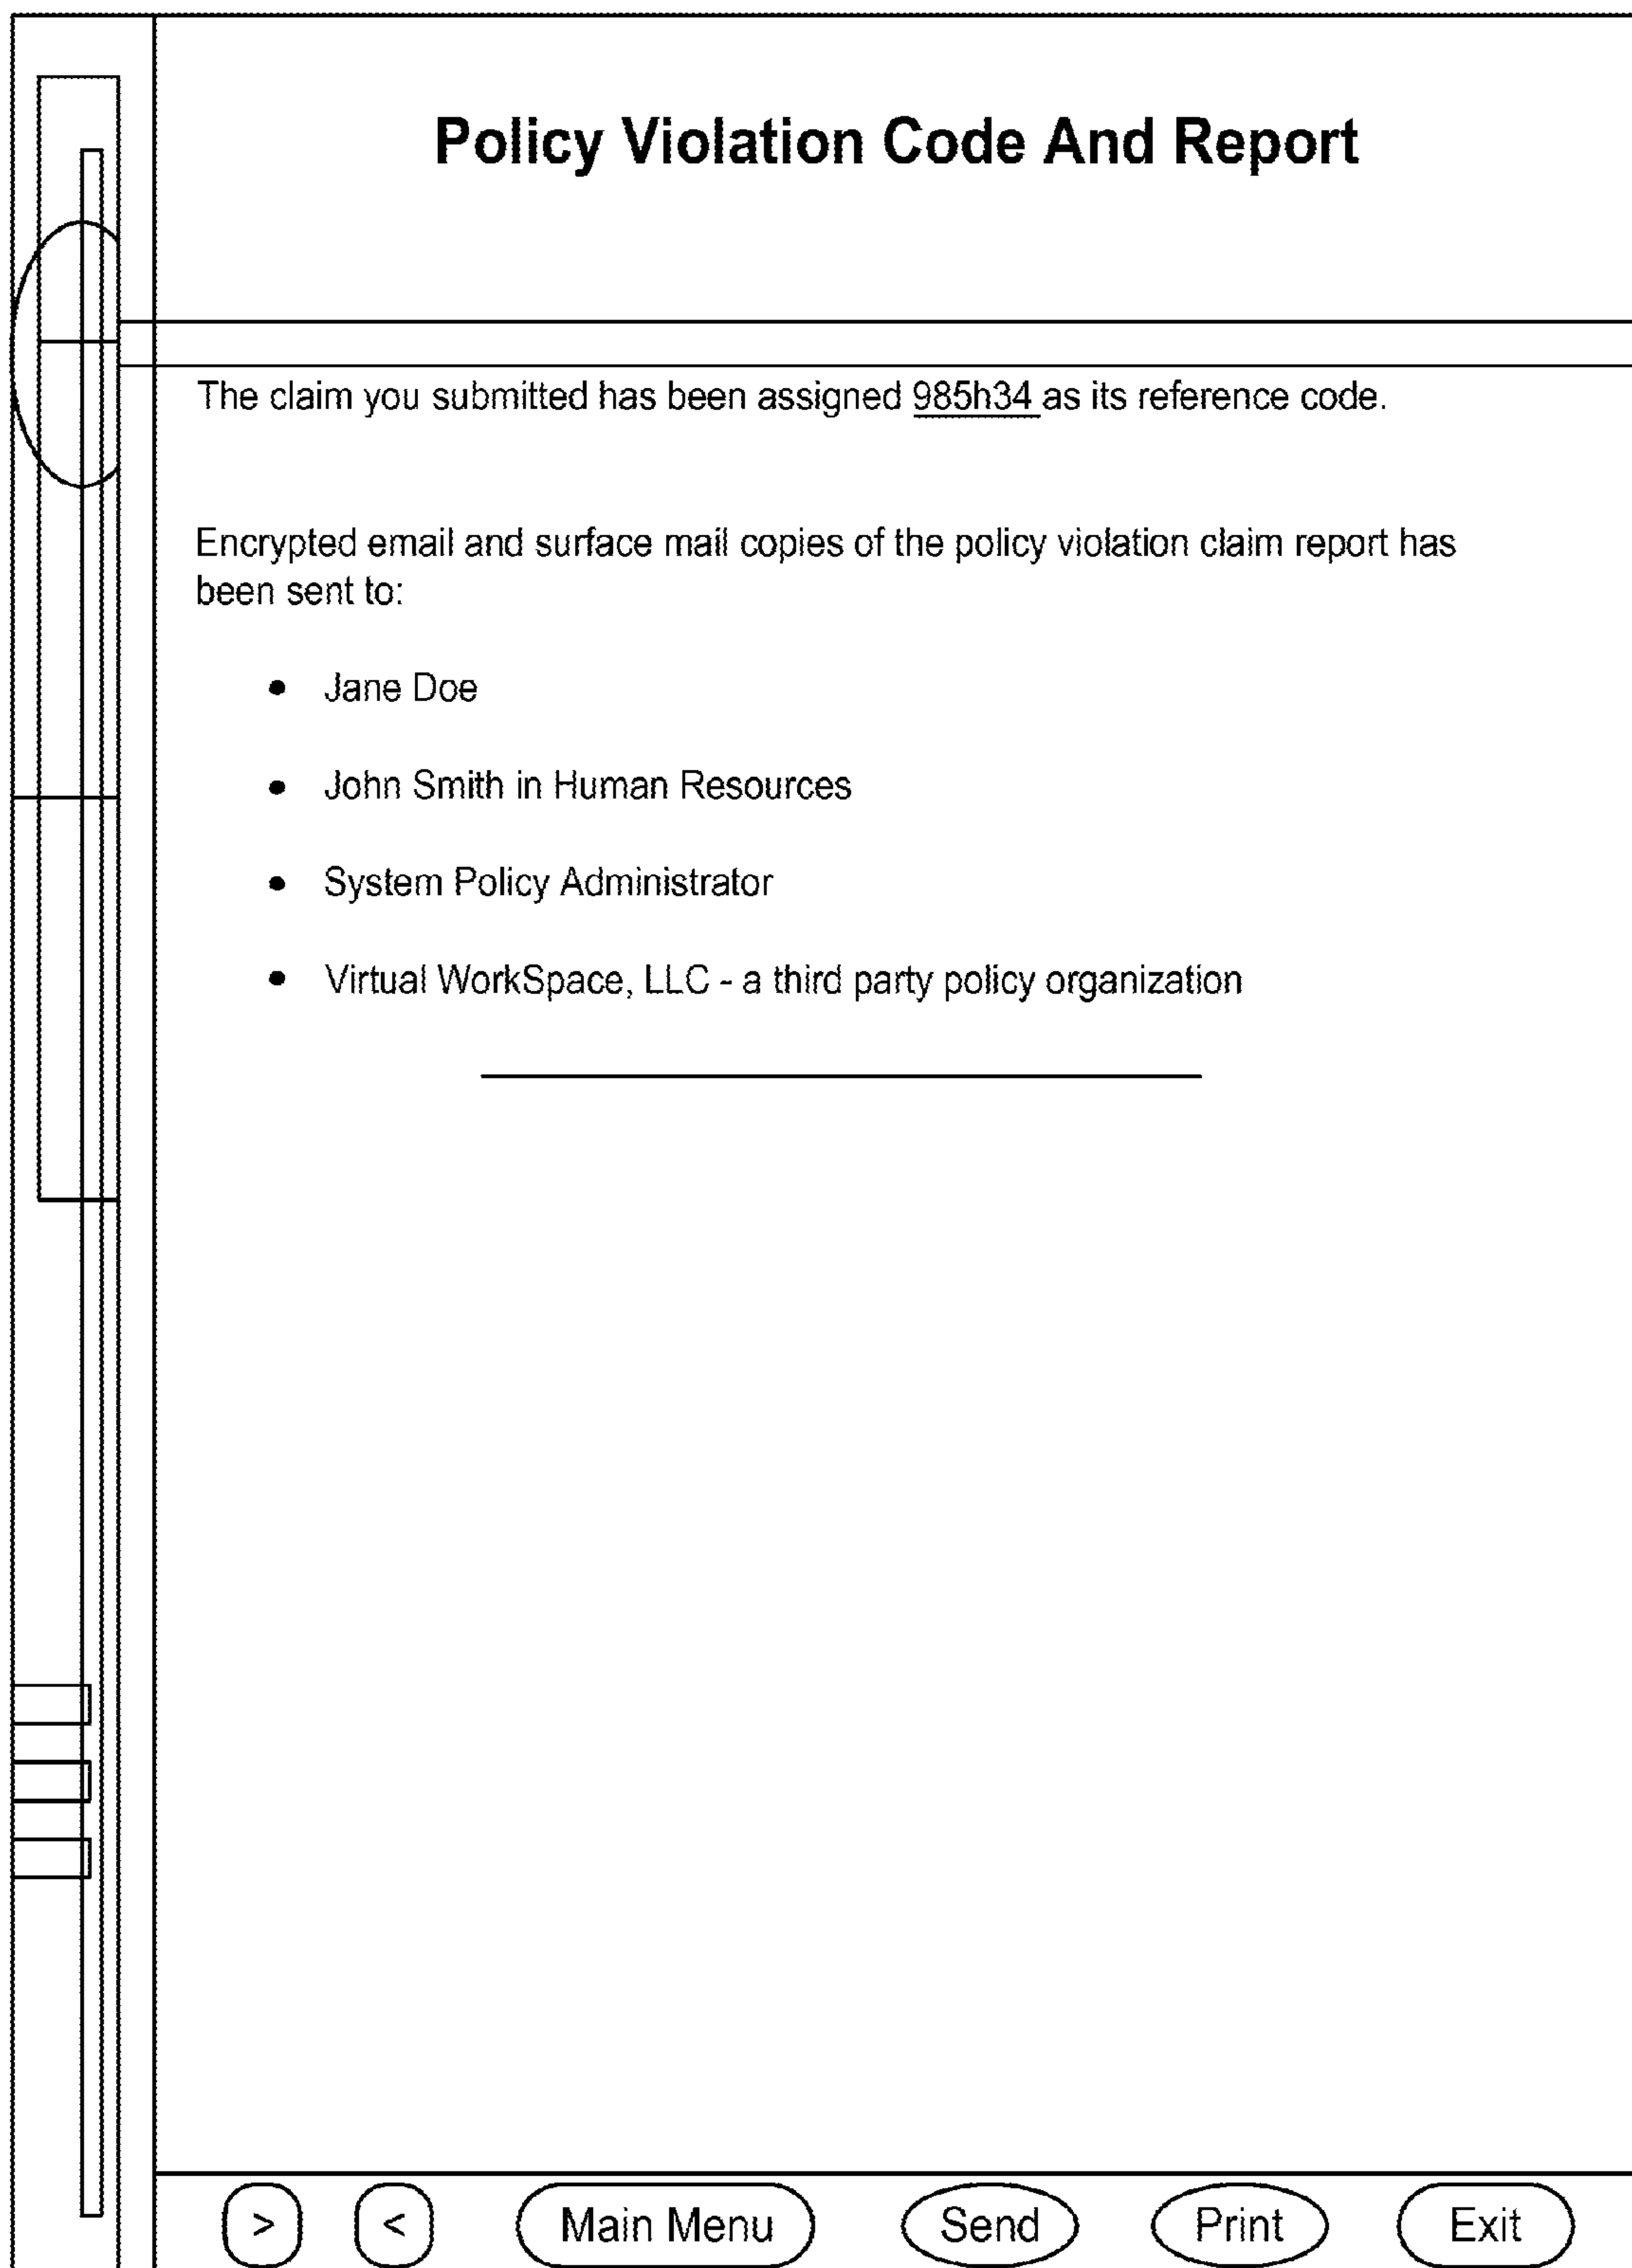 Policy Violation Code And Report
The claim you submitted has been assigned 985h34 as its reference code.
Encrypted email and surface mail copies of the policy violation claim report has
been sent to:
• Jane Doe
• John Smith in Human Resources
• System Policy Administrator
• Virtual WorkSpace, LLC - a third party policy organization
> < Main Menu Send Print Exit